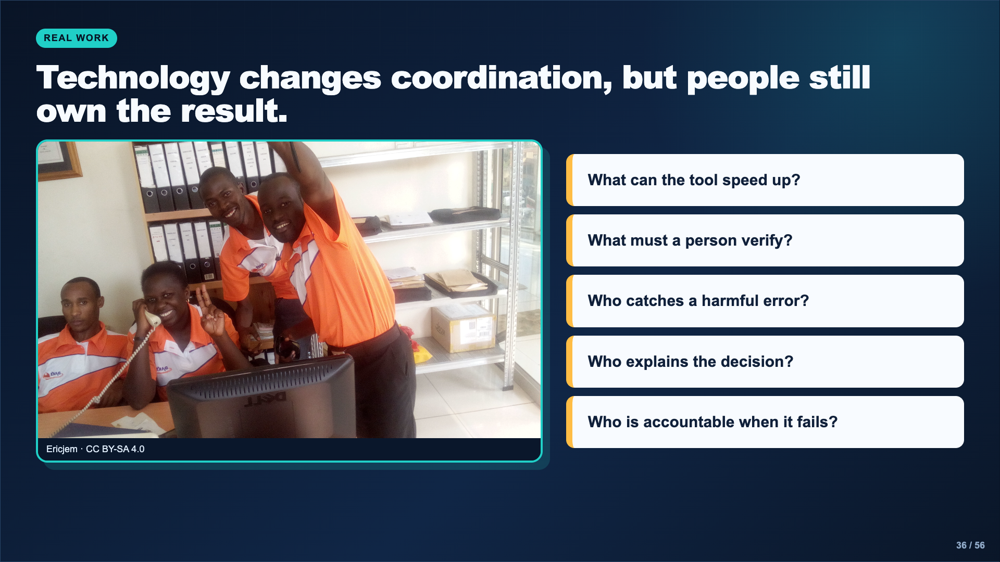 REAL WORK
Technology changes coordination, but people still
own the result.
What can the tool speed up?
What must a person verify?
Who catches a harmful error?
Who explains the decision?
Who is accountable when it fails?
DELL
Ericjem · CC BY-SA 4.0
36 / 56